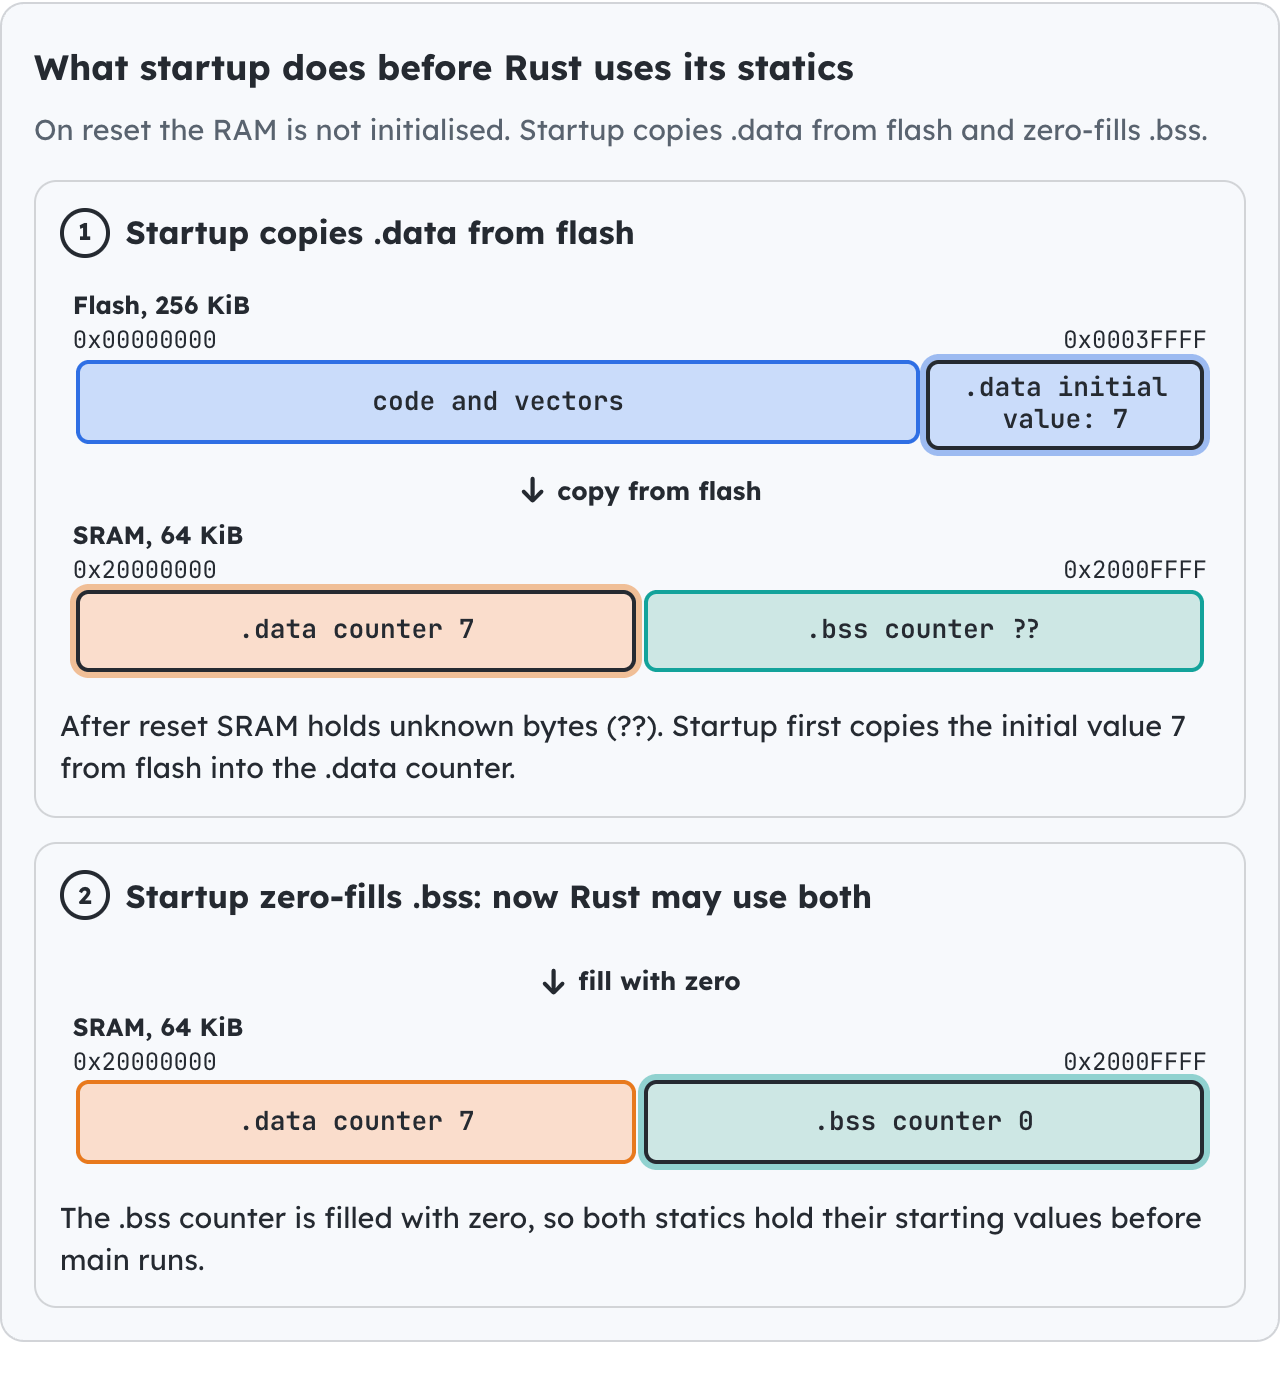 What startup does before Rust uses its statics
On reset the RAM is not initialised. Startup copies .data from flash and zero-fills .bss.
1 Startup copies .data from flash
Flash, 256 KiB
0x00000000 0x0003FFFF
code and vectors
.data initial
value: 7
↓ copy from flash
SRAM, 64 KiB
0x20000000 0x2000FFFF
.data counter 7 .bss counter ??
After reset SRAM holds unknown bytes (??). Startup first copies the initial value 7
from flash into the .data counter.
2 Startup zero-fills .bss: now Rust may use both
↓ fill with zero
SRAM, 64 KiB
0x20000000 0x2000FFFF
.data counter 7 .bss counter 0
The .bss counter is filled with zero, so both statics hold their starting values before
main runs.